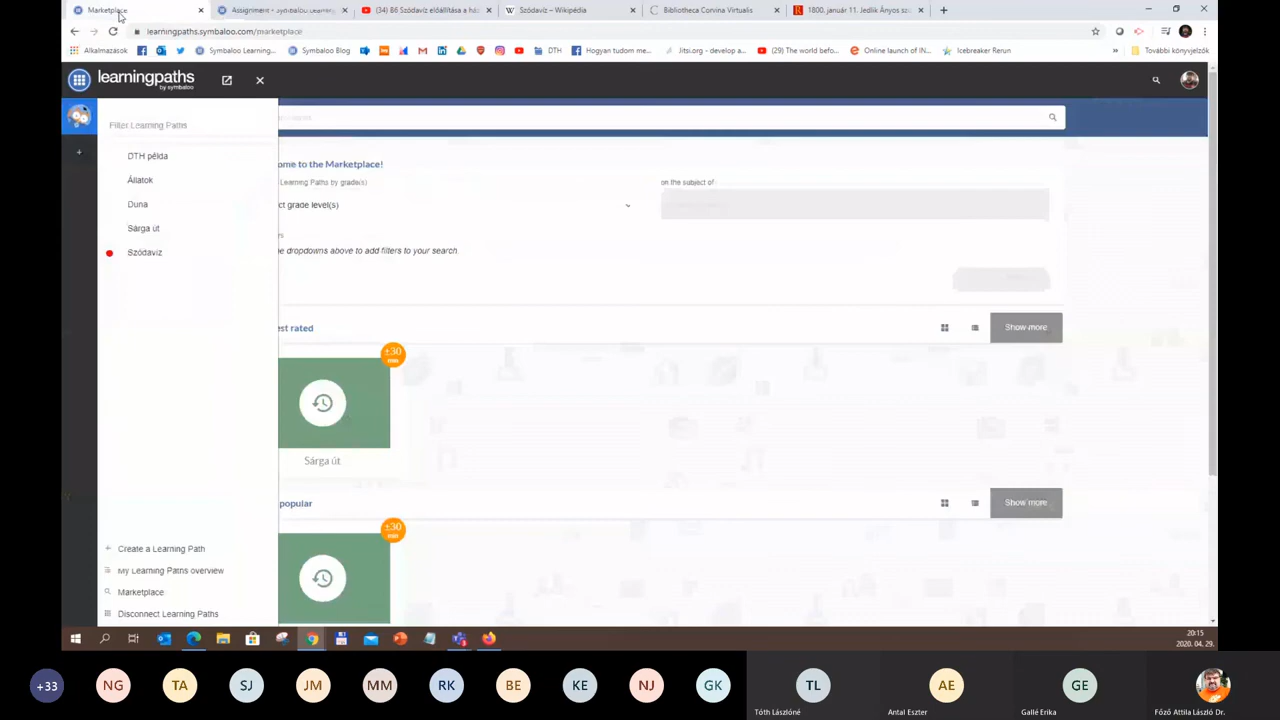 Marketplace
Assignment - Symbaloo Learning
(34) B6 Szódavíz előállítása a ház
Szódavíz – Wikipédia
Bibliotheca Corvina Virtualis
1800. január 11. Jedlik Ányos sz
learningpaths.symbaloo.com/marketplace
Alkalmazások
Symbaloo Learning...
Symbaloo Blog
DTH
Hogyan tudom me...
Jitsi.org - develop a...
(29) The world befo...
Online launch of IN...
Icebreaker Rerun
»
További könyvjelzők
learningpaths
by symbaloo
Filter Learning Paths
DTH példa
Állatok
Duna
Sárga út
Szódavíz
ome to the Marketplace!
Learning Paths by grade(s)
on the subject of
ct grade level(s)
e dropdowns above to add filters to your search.
est rated
Show more
±30
min
Sárga út
popular
Show more
±30
min
Create a Learning Path
My Learning Paths overview
Marketplace
Disconnect Learning Paths
20:15
2020. 04. 29.
+33
NG
TA
SJ
JM
MM
RK
BE
KE
NJ
GK
TL
AE
GE
Tóth Lászlóné
Antal Eszter
Gallé Erika
Főző Attila László Dr.